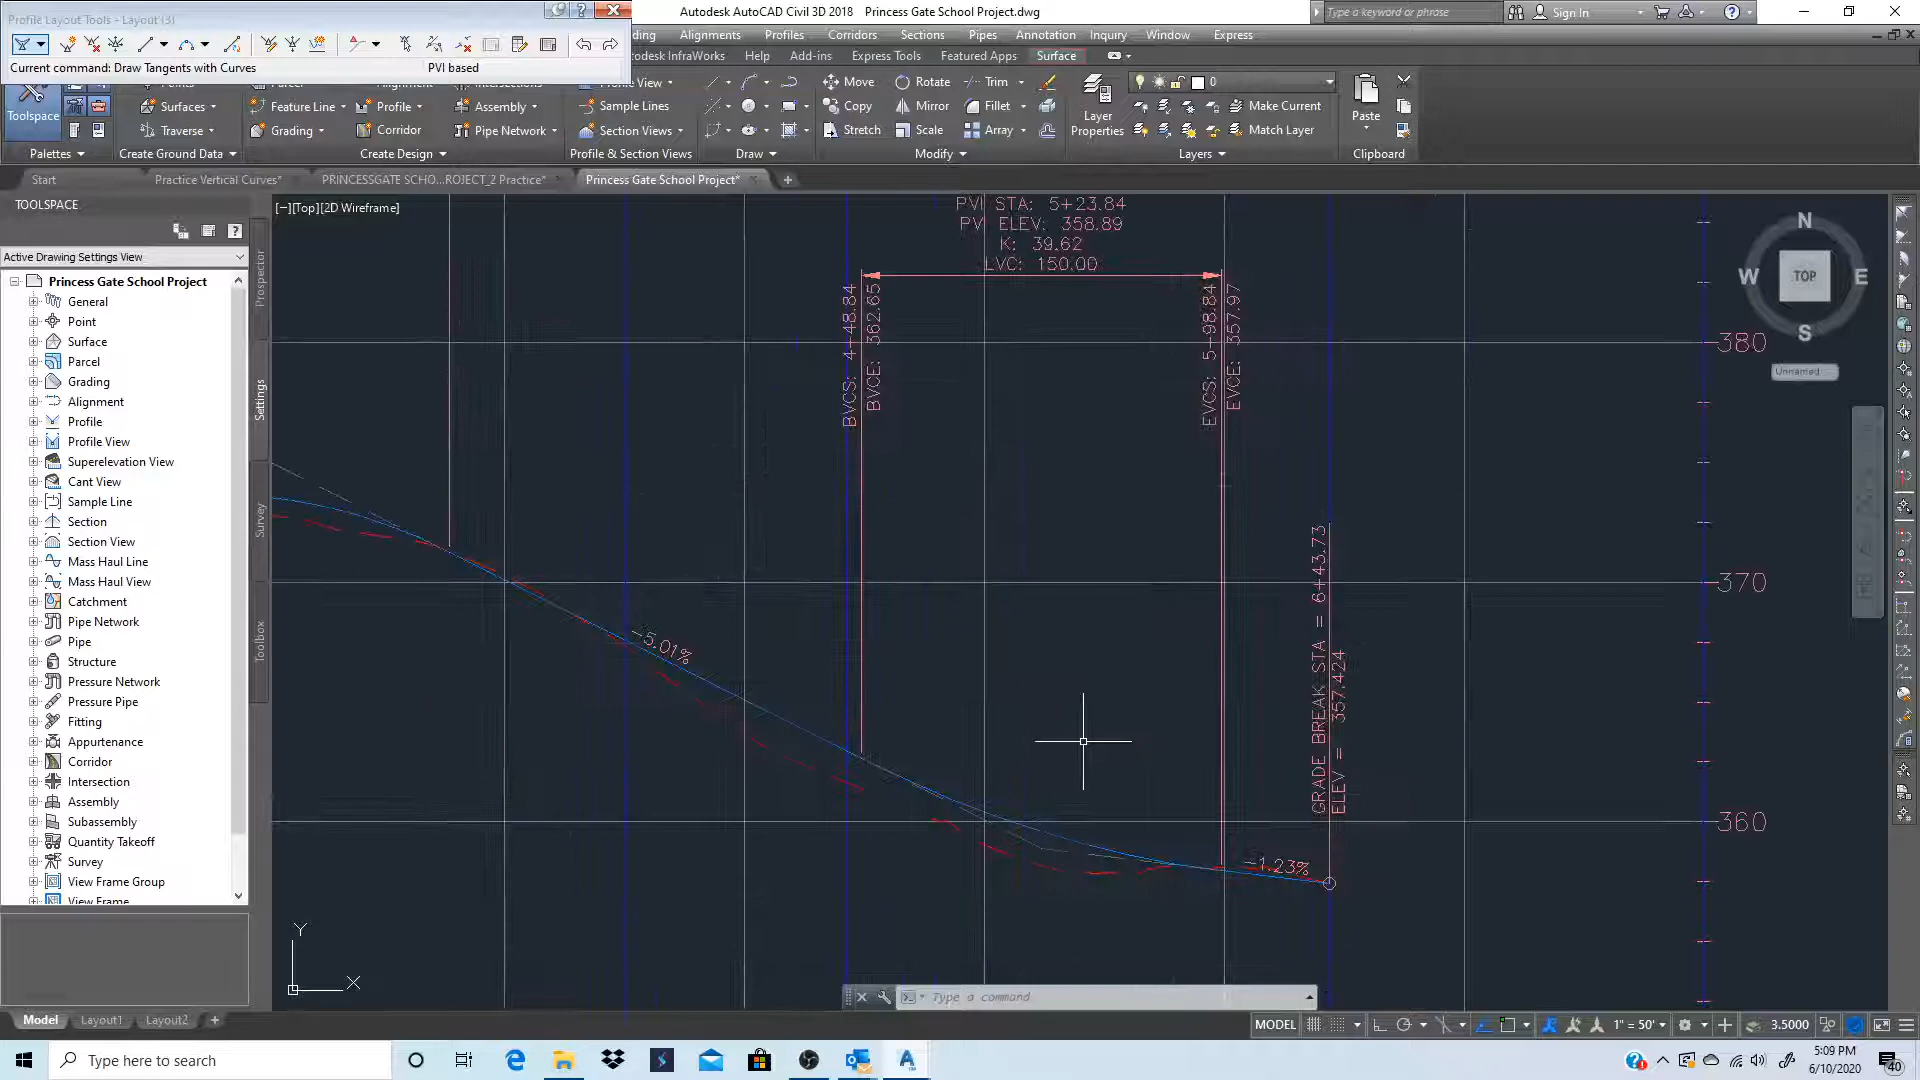 Profile Layout Tools - Layout (3)
Current command: Draw Tangents with Curves
PVI based
Autodesk AutoCAD Civil 3D 2018 Princess Gate School Project.dwg
Type a keyword or phrase
Sign In
Alignments Profiles Corridors Sections Pipes Annotation Inquiry Window Express
Autodesk InfraWorks Help Add-ins Express Tools Featured Apps Surface
Toolspace
Surfaces
Traverse
Feature Line
Grading
Profile
Corridor
Assembly
Pipe Network
Sample Lines
Section Views
Move
Copy
Stretch
Rotate
Mirror
Scale
Trim
Fillet
Array
Layer
Properties
0
Make Current
Match Layer
Paste
Palettes
Create Ground Data
Create Design
Profile & Section Views
Draw
Modify
Layers
Clipboard
Start
Practice Vertical Curves*
PRINCESSGATE SCHO...ROJECT_2 Practice*
Princess Gate School Project*
TOOLSPACE
Active Drawing Settings View
Princess Gate School Project
General
Point
Surface
Parcel
Grading
Alignment
Profile
Profile View
Superelevation View
Cant View
Sample Line
Section
Section View
Mass Haul Line
Mass Haul View
Catchment
Pipe Network
Pipe
Structure
Pressure Network
Pressure Pipe
Fitting
Appurtenance
Corridor
Intersection
Assembly
Subassembly
Quantity Takeoff
Survey
View Frame Group
View Frame
Prospector
Settings
Survey
Toolbox
[−][Top][2D Wireframe]
PVI STA: 5+23.84
PVI ELEV: 358.89
K: 39.62
LVC: 150.00
BVCS: 4+48.84
BVCE: 362.65
EVCS: 5+98.84
EVCE: 357.97
GRADE BREAK STA = 6+43.73
ELEV = 357.424
-5.01%
-1.23%
380
370
360
N
W
TOP
E
S
Unnamed
Y
X
Type a command
Model
Layout1
Layout2
MODEL
1" = 50'
3.5000
Type here to search
5:09 PM
6/10/2020
40